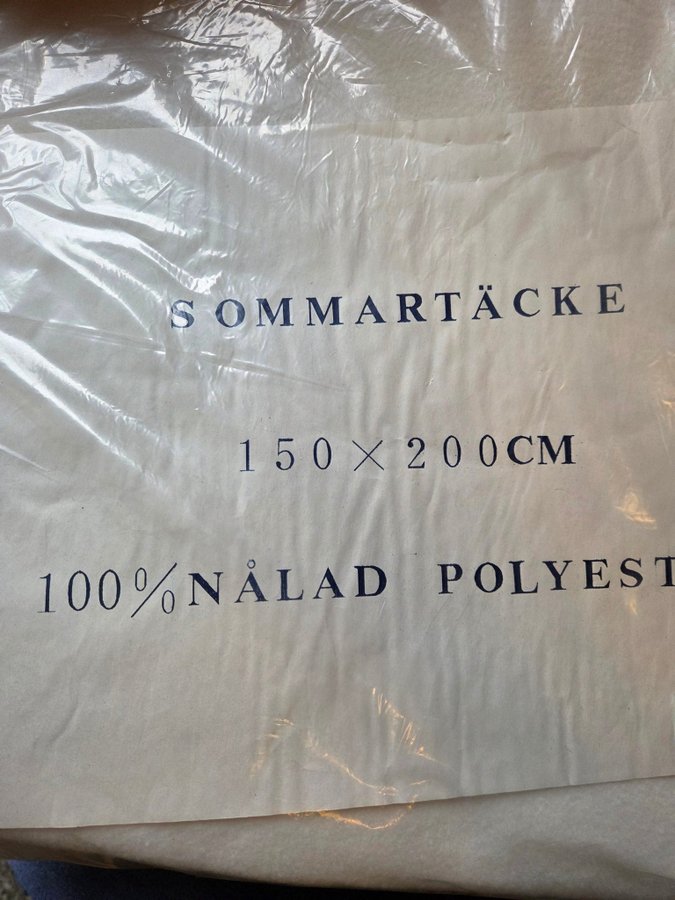 SOMMARTÄCKE
150×200CM
100% NÅLAD POLYEST